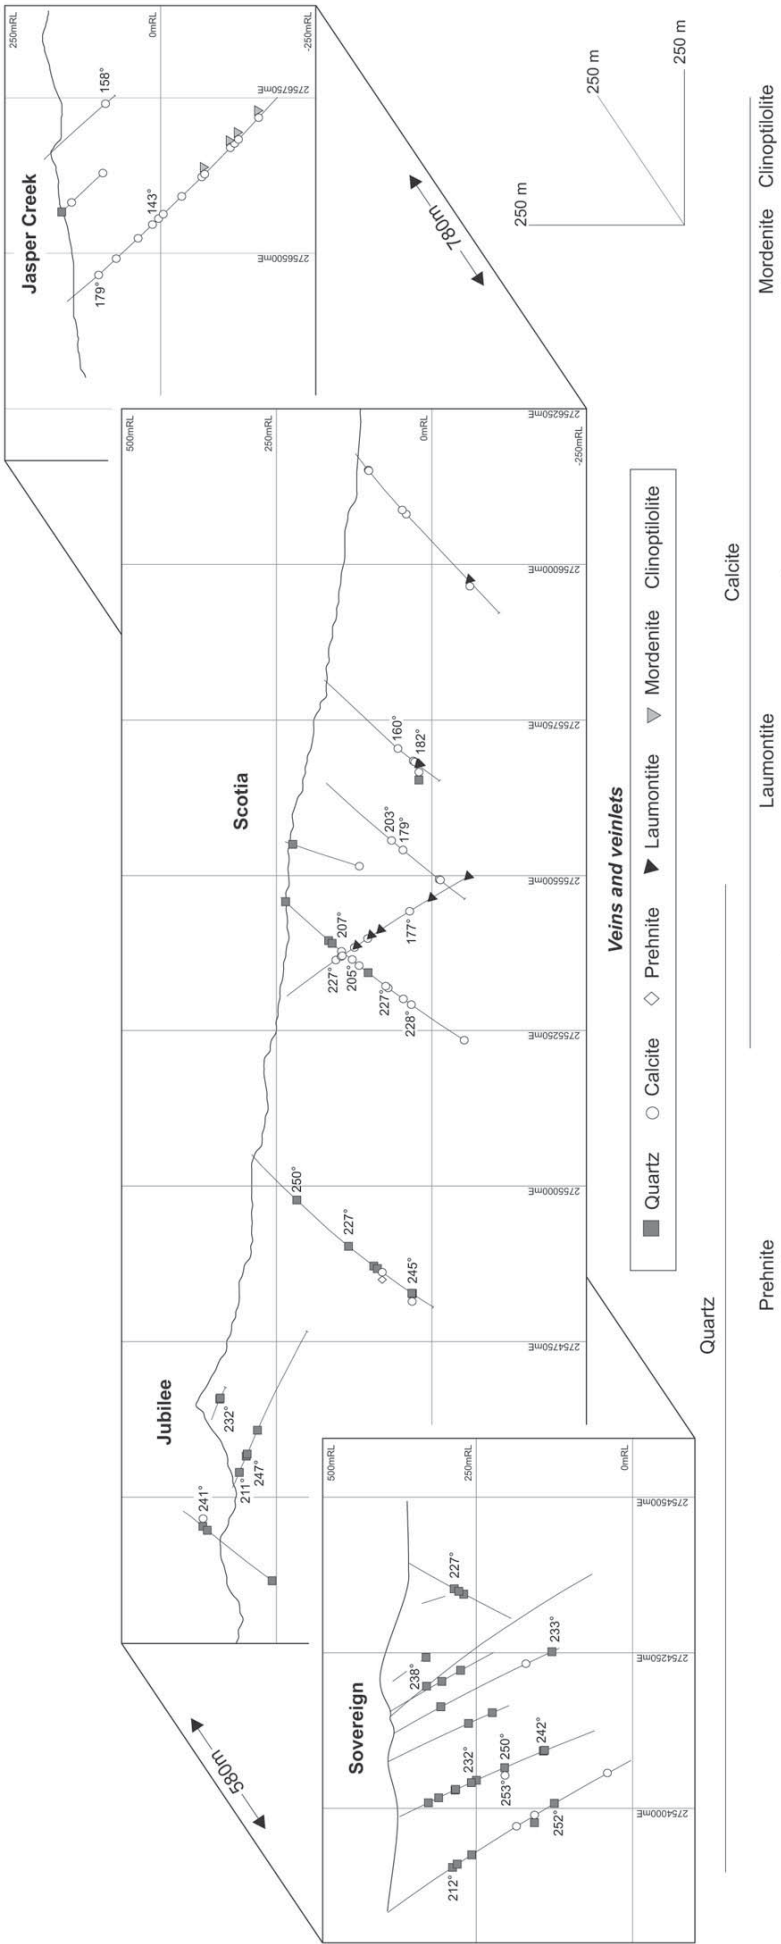 Sovereign
500mRL
250mRL
0mRL
2754000mE
2754250mE
2754500mE
212°
252°
253°
250°
232°
242°
238°
233°
227°
580m
Jubilee
241°
211°
247°
232°
2754750mE
2755000mE
2755250mE
2755500mE
2755750mE
2756000mE
2756250mE
250°
227°
245°
Scotia
500mRL
250mRL
0mRL
-250mRL
227°
207°
205°
227°
228°
177°
203°
179°
160°
182°
780m
Jasper Creek
250mRL
0mRL
-250mRL
2756500mE
2756750mE
179°
143°
158°
250 m
250 m
250 m
Veins and veinlets
Quartz Calcite Prehnite Laumontite Mordenite Clinoptilolite
Quartz
Calcite
Prehnite Laumontite Mordenite Clinoptilolite